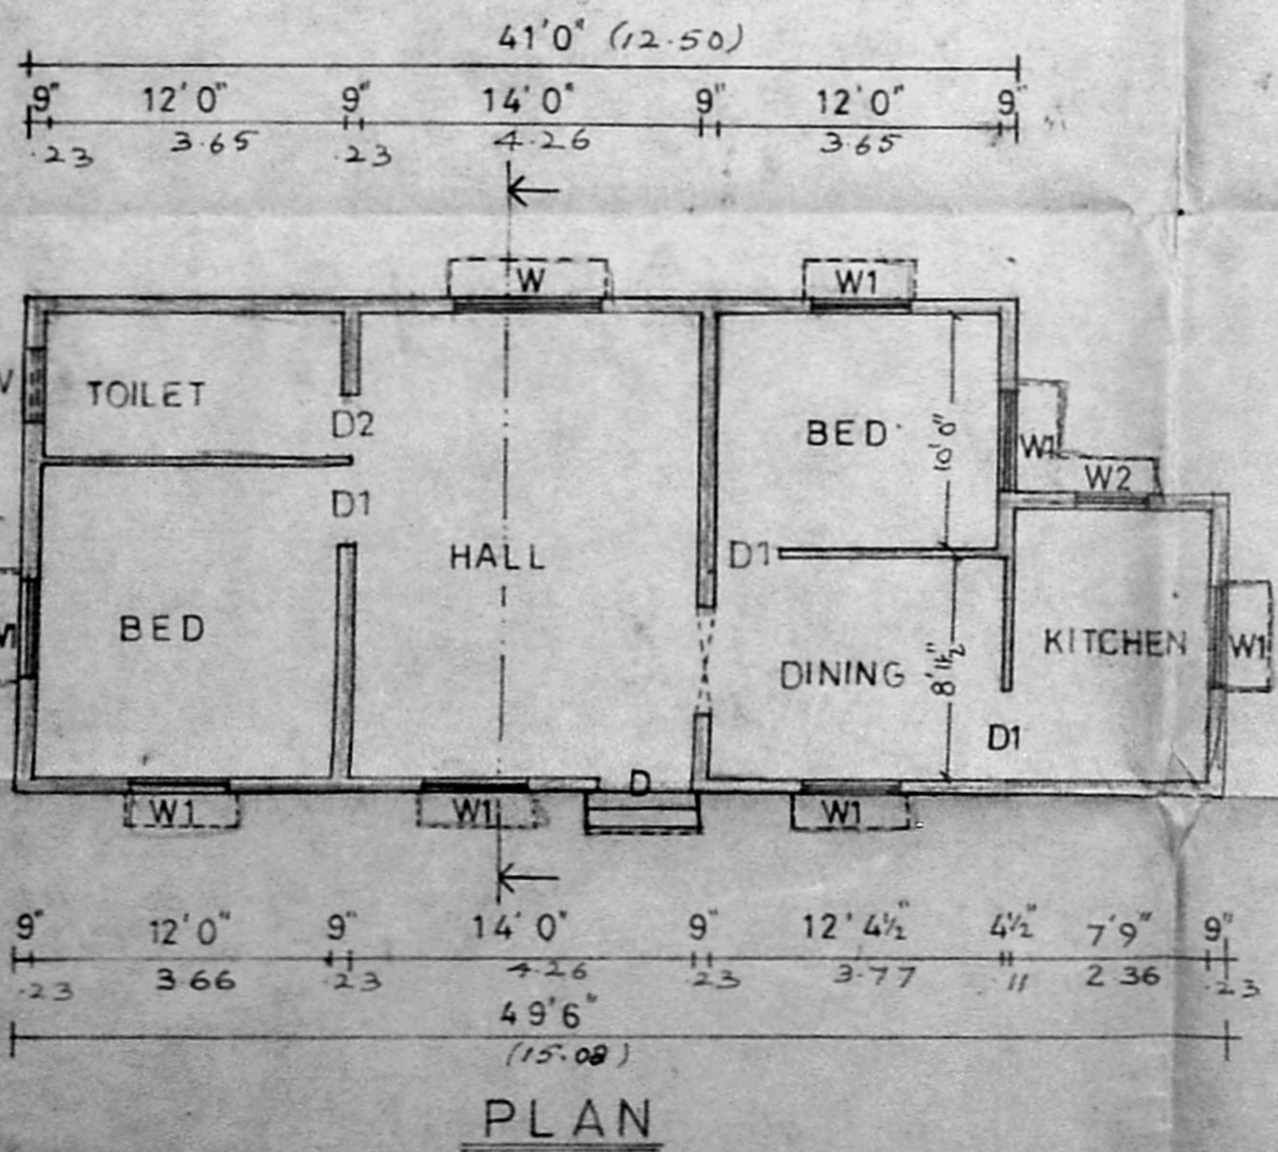 41'0" (12.50)
9" 12'0" 9" 14'0" 9" 12'0" 9"
.23 3.65 .23 4.26 3.65
W W1
TOILET
D2
BED
10'0"
W1
W2
D1
HALL
D1
BED
KITCHEN
W1
DINING
8'11½"
D1
D
W1 W1 W1
9" 12'0" 9" 14'0" 9" 12'4½" 4½" 7'9" 9"
.23 3.66 .23 4.26 .23 3.77 .11 2.36 .23
49'6"
(15.08)
PLAN